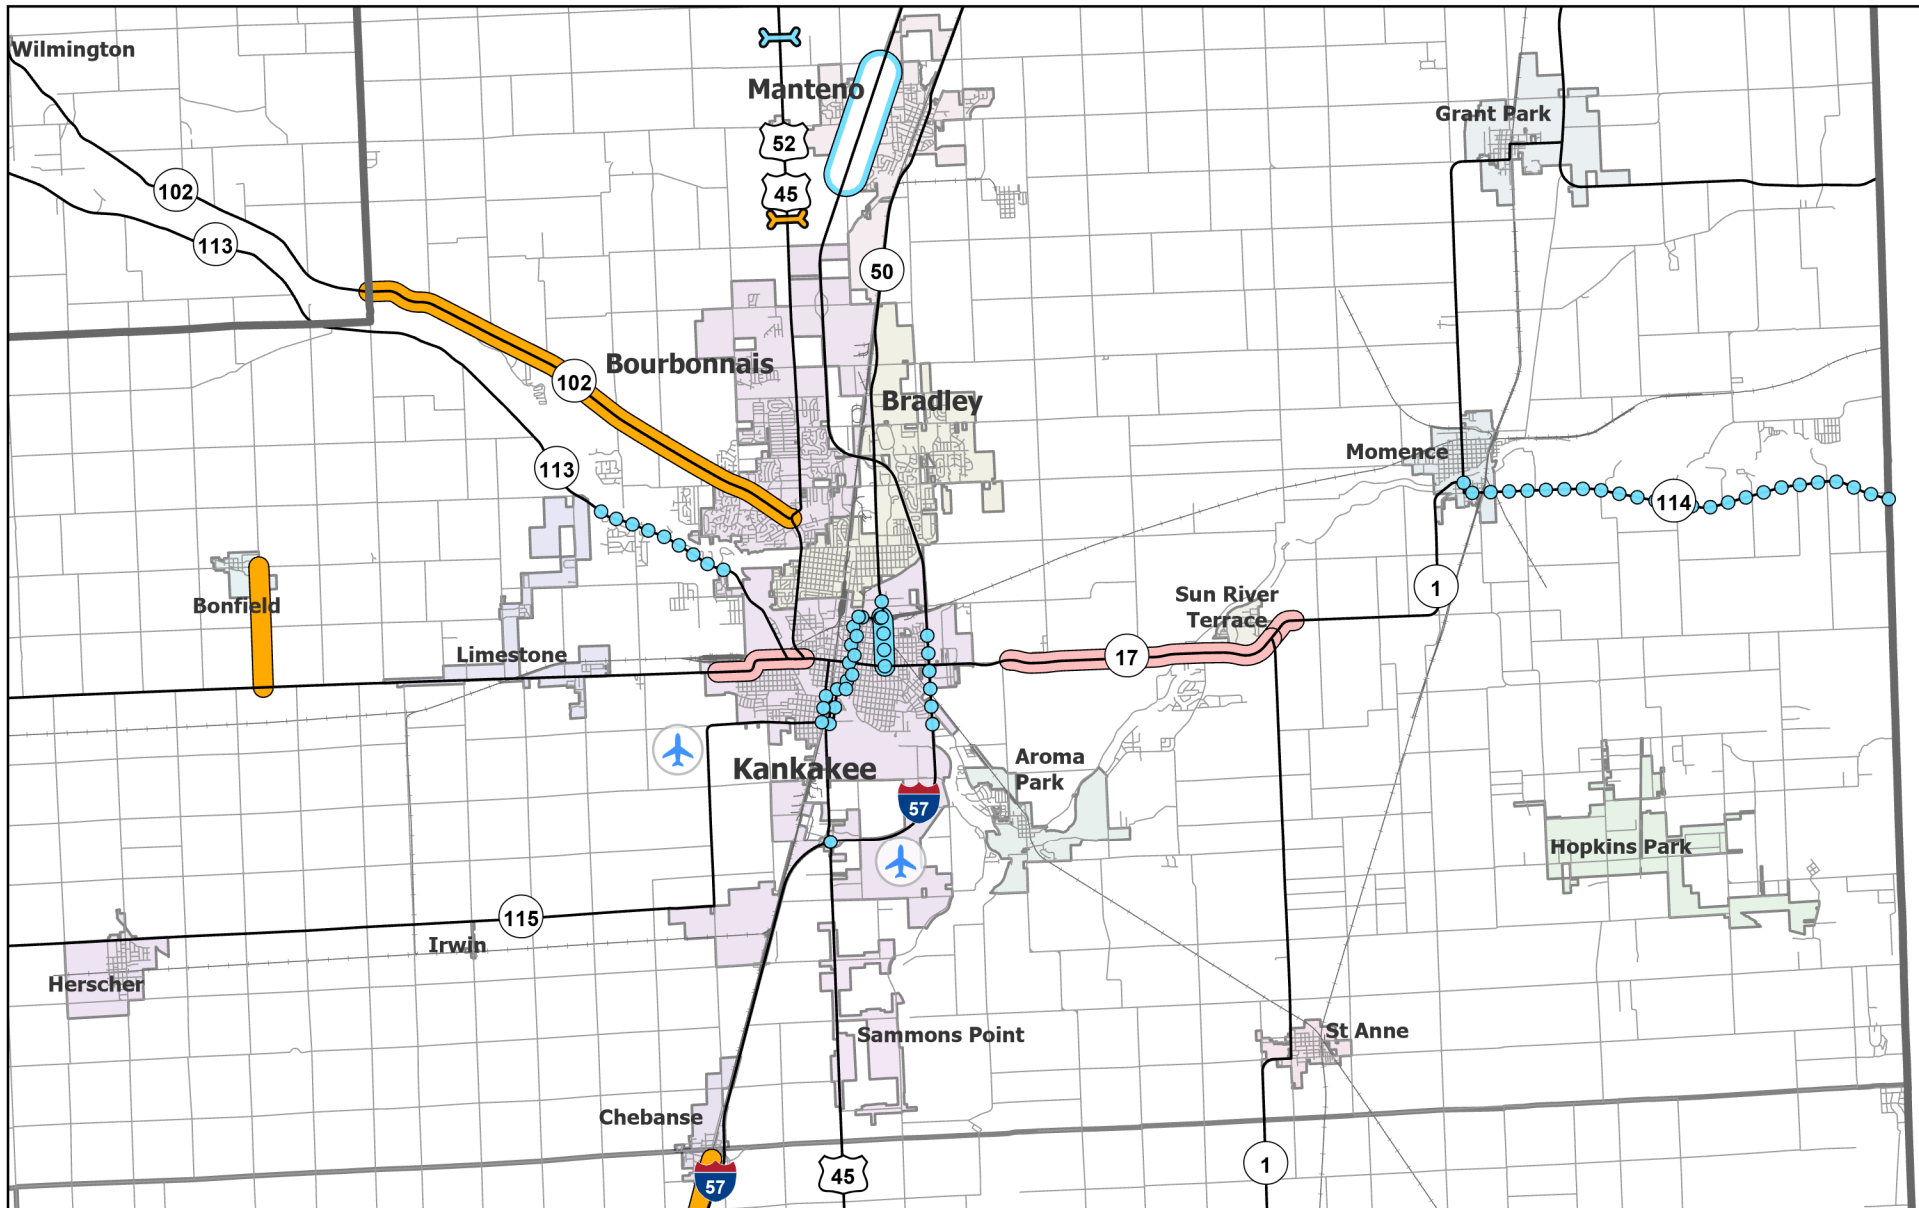 Wilmington
Manteno
Grant Park
52
102
45
113
50
Bourbonnais
102
Bradley
Momence
113
114
1
Sun River
Terrace
Bonfield
Limestone
17
Aroma
Park
Kankakee
57
Hopkins Park
115
Irwin
Herscher
Sammons Point
St Anne
Chebanse
1
45
57